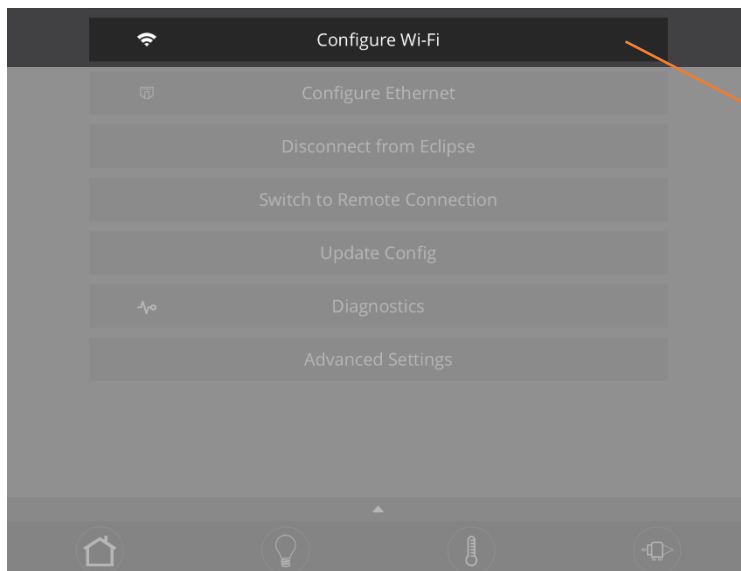 Configure Wi-Fi
Configure Ethernet
Disconnect from Eclipse
Switch to Remote Connection
Update Config
Diagnostics
Advanced Settings